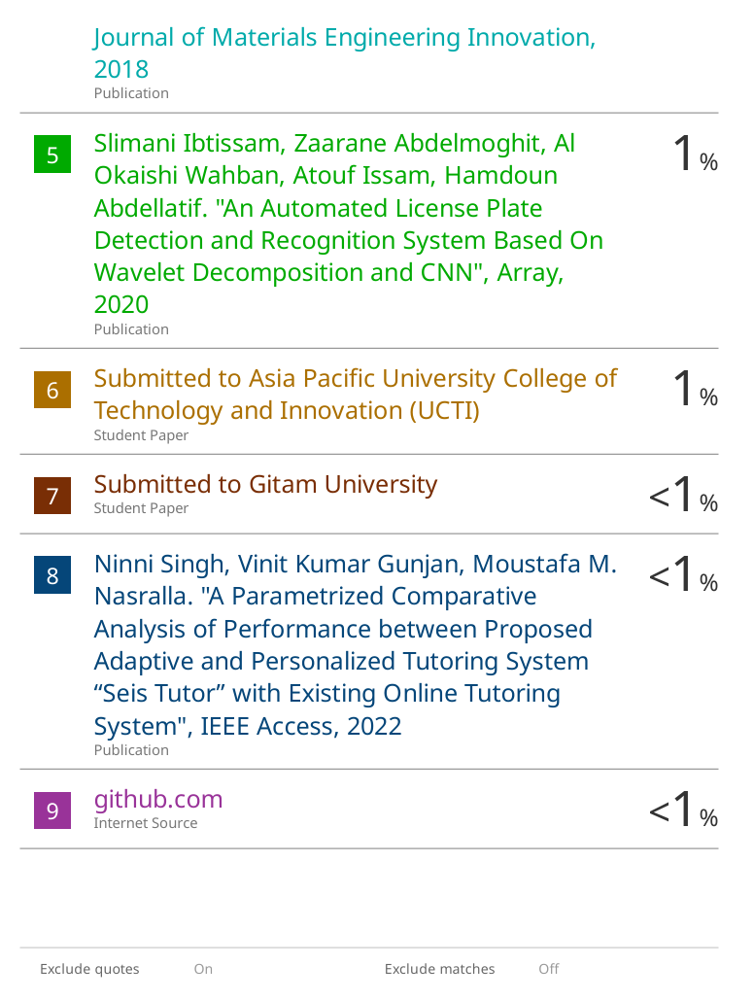 Journal of Materials Engineering Innovation,
2018
Publication
5
Slimani Ibtissam, Zaarane Abdelmoghit, Al
Okaishi Wahban, Atouf Issam, Hamdoun
Abdellatif. "An Automated License Plate
Detection and Recognition System Based On
Wavelet Decomposition and CNN", Array,
2020
Publication
1%
6
Submitted to Asia Pacific University College of
Technology and Innovation (UCTI)
Student Paper
1%
7
Submitted to Gitam University
Student Paper
<1%
8
Ninni Singh, Vinit Kumar Gunjan, Moustafa M.
Nasralla. "A Parametrized Comparative
Analysis of Performance between Proposed
Adaptive and Personalized Tutoring System
“Seis Tutor” with Existing Online Tutoring
System", IEEE Access, 2022
Publication
<1%
9
github.com
Internet Source
<1%
Exclude quotes On Exclude matches Off